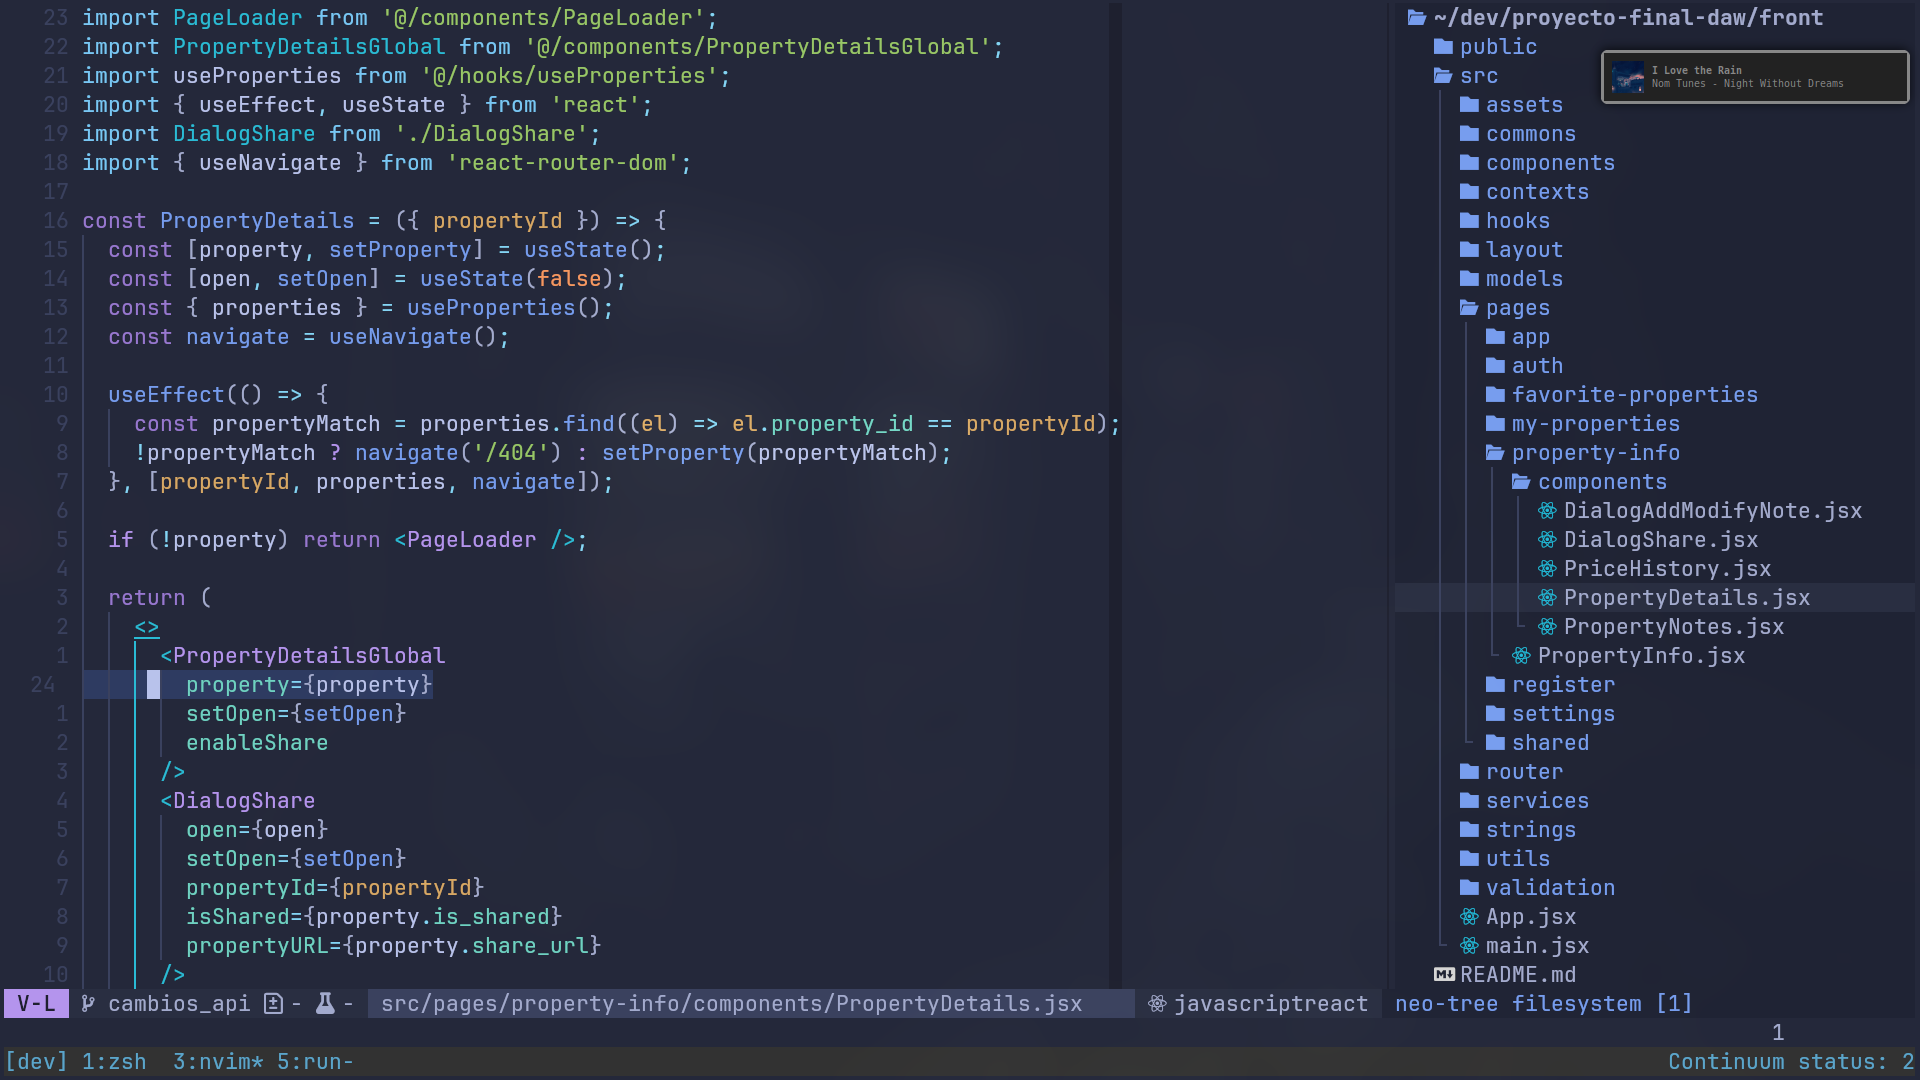 23 import PageLoader from '@/components/PageLoader';
22 import PropertyDetailsGlobal from '@/components/PropertyDetailsGlobal';
21 import useProperties from '@/hooks/useProperties';
20 import { useEffect, useState } from 'react';
19 import DialogShare from './DialogShare';
18 import { useNavigate } from 'react-router-dom';
17
16 const PropertyDetails = ({ propertyId }) => {
15   const [property, setProperty] = useState();
14   const [open, setOpen] = useState(false);
13   const { properties } = useProperties();
12   const navigate = useNavigate();
11
10   useEffect(() => {
9     const propertyMatch = properties.find((el) => el.property_id == propertyId);
8     !propertyMatch ? navigate('/404') : setProperty(propertyMatch);
7   }, [propertyId, properties, navigate]);
6
5   if (!property) return <PageLoader />;
4
3   return (
2     <>
1       <PropertyDetailsGlobal
24         property={property}
1         setOpen={setOpen}
2         enableShare
3       />
4       <DialogShare
5         open={open}
6         setOpen={setOpen}
7         propertyId={propertyId}
8         isShared={property.is_shared}
9         propertyURL={property.share_url}
10       />
~/dev/proyecto-final-daw/front
public
src
assets
commons
components
contexts
hooks
layout
models
pages
app
auth
favorite-properties
my-properties
property-info
components
DialogAddModifyNote.jsx
DialogShare.jsx
PriceHistory.jsx
PropertyDetails.jsx
PropertyNotes.jsx
PropertyInfo.jsx
register
settings
shared
router
services
strings
utils
validation
App.jsx
main.jsx
README.md
I Love the Rain
Nom Tunes - Night Without Dreams
V-L cambios_api - - src/pages/property-info/components/PropertyDetails.jsx javascriptreact neo-tree filesystem [1]
1
[dev] 1:zsh 3:nvim* 5:run- Continuum status: 2